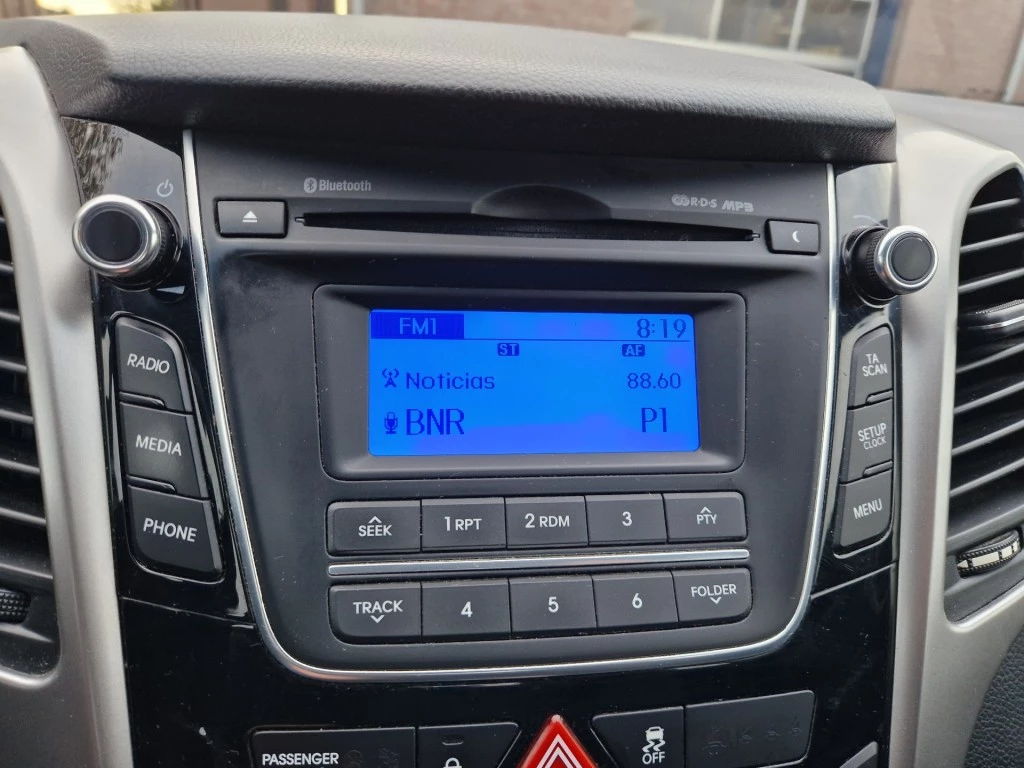 Bluetooth
R·D·S MP3
FM1 8:19
ST AF
Noticias 88.60
BNR P1
RADIO
MEDIA
PHONE
TA
SCAN
SETUP
CLOCK
MENU
SEEK 1 RPT 2 RDM 3 PTY
TRACK 4 5 6 FOLDER
PASSENGER
OFF